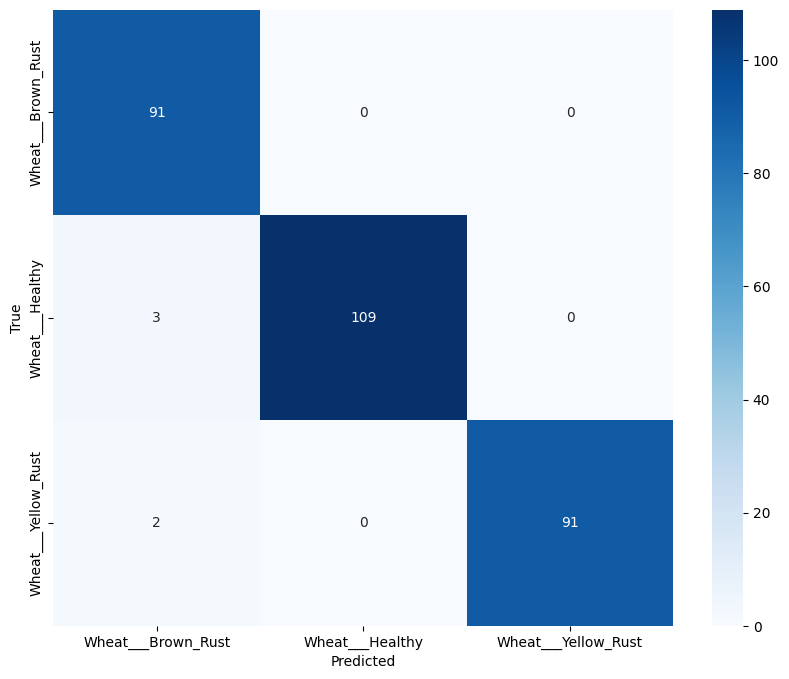 Wheat___Brown_Rust
91
0
0
Wheat___Healthy
3
109
0
Wheat___Yellow_Rust
2
0
91
True
Wheat___Brown_Rust
Wheat___Healthy
Wheat___Yellow_Rust
Predicted
100
80
60
40
20
0